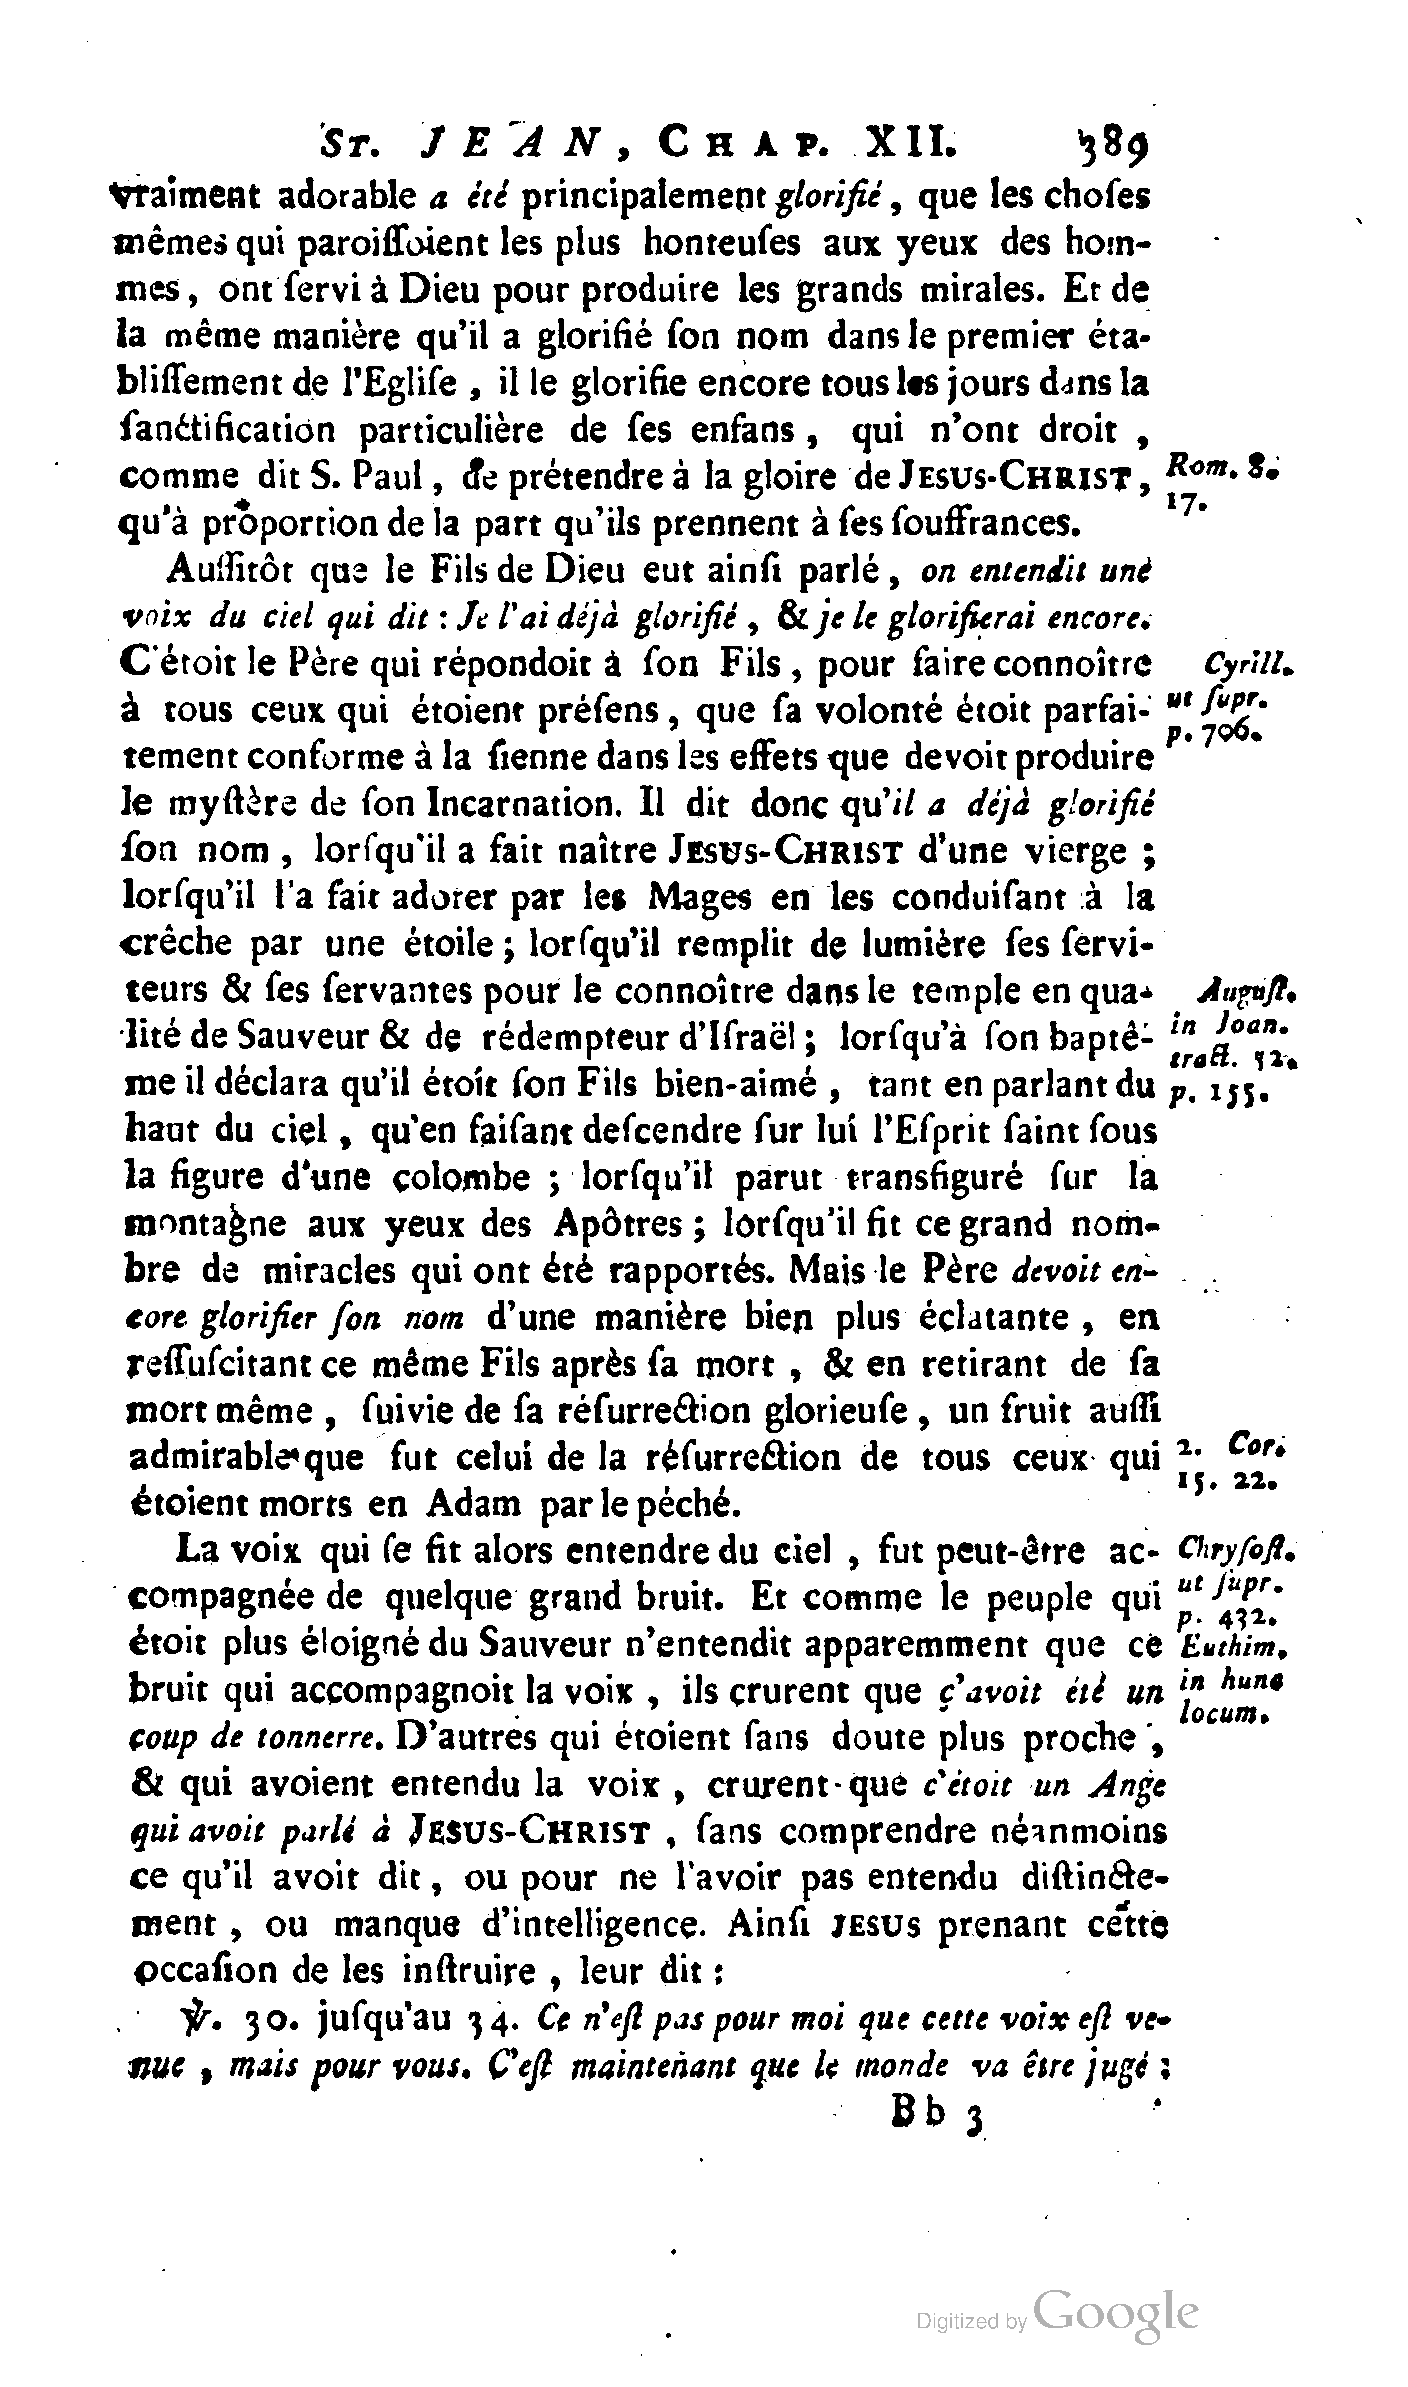 St. JEAN, CHAP. XII. 389
vraiment adorable a été principalement glorifié, que les choſes
mêmes qui paroiſſoient les plus honteuſes aux yeux des hom-
mes, ont ſervi à Dieu pour produire les grands mirales. Et de
la même manière qu'il a glorifié ſon nom dans le premier éta-
bliſſement de l'Egliſe, il le glorifie encore tous les jours dans la
ſanctification particulière de ſes enfans, qui n'ont droit,
comme dit S. Paul, de prétendre à la gloire de JESUS-CHRIST,
Rom. 8.
17.
qu'à proportion de la part qu'ils prennent à ſes ſouffrances.
Auſſitôt que le Fils de Dieu eut ainſi parlé, on entendit une
voix du ciel qui dit : Je l'ai déjà glorifié, & je le glorifierai encore.
C'étoit le Père qui répondoit à ſon Fils, pour faire connoître
Cyrill.
ut ſupr.
p. 706.
à tous ceux qui étoient préſens, que ſa volonté étoit parfai-
tement conforme à la ſienne dans les effets que devoit produire
le myſtère de ſon Incarnation. Il dit donc qu'il a déjà glorifié
ſon nom, lorſqu'il a fait naître JESUS-CHRIST d'une vierge ;
lorſqu'il l'a fait adorer par les Mages en les conduiſant à la
crêche par une étoile ; lorſqu'il remplit de lumière ſes ſervi-
teurs & ſes ſervantes pour le connoître dans le temple en qua-
Auguſt.
in Joan.
tract. 52.
p. 155.
lité de Sauveur & de rédempteur d'Iſraël ; lorſqu'à ſon baptê-
me il déclara qu'il étoit ſon Fils bien-aimé, tant en parlant du
haut du ciel, qu'en faiſant deſcendre ſur lui l'Eſprit ſaint ſous
la figure d'une colombe ; lorſqu'il parut transfiguré ſur la
montagne aux yeux des Apôtres ; lorſqu'il fit ce grand nom-
bre de miracles qui ont été rapportés. Mais le Père devoit en-
core glorifier ſon nom d'une manière bien plus éclatante, en
reſſuſcitant ce même Fils après ſa mort, & en retirant de ſa
mort même, ſuivie de ſa réſurrection glorieuſe, un fruit auſſi
admirable que fut celui de la réſurrection de tous ceux qui
2. Cor.
15. 22.
étoient morts en Adam par le péché.
La voix qui ſe fit alors entendre du ciel, fut peut-être ac-
Chryſoſt.
ut ſupr.
p. 432.
Euthim.
in hunc
locum.
compagnée de quelque grand bruit. Et comme le peuple qui
étoit plus éloigné du Sauveur n'entendit apparemment que ce
bruit qui accompagnoit la voix, ils crurent que ç'avoit été un
coup de tonnerre. D'autres qui étoient ſans doute plus proche,
& qui avoient entendu la voix, crurent que c'étoit un Ange
qui avoit parlé à JESUS-CHRIST, ſans comprendre néanmoins
ce qu'il avoit dit, ou pour ne l'avoir pas entendu diſtincte-
ment, ou manque d'intelligence. Ainſi JESUS prenant cette
occaſion de les inſtruire, leur dit :
℣. 30. juſqu'au 34. Ce n'eſt pas pour moi que cette voix eſt ve-
nue, mais pour vous. C'eſt maintenant que le monde va être jugé ;
Bb 3
Digitized by Google